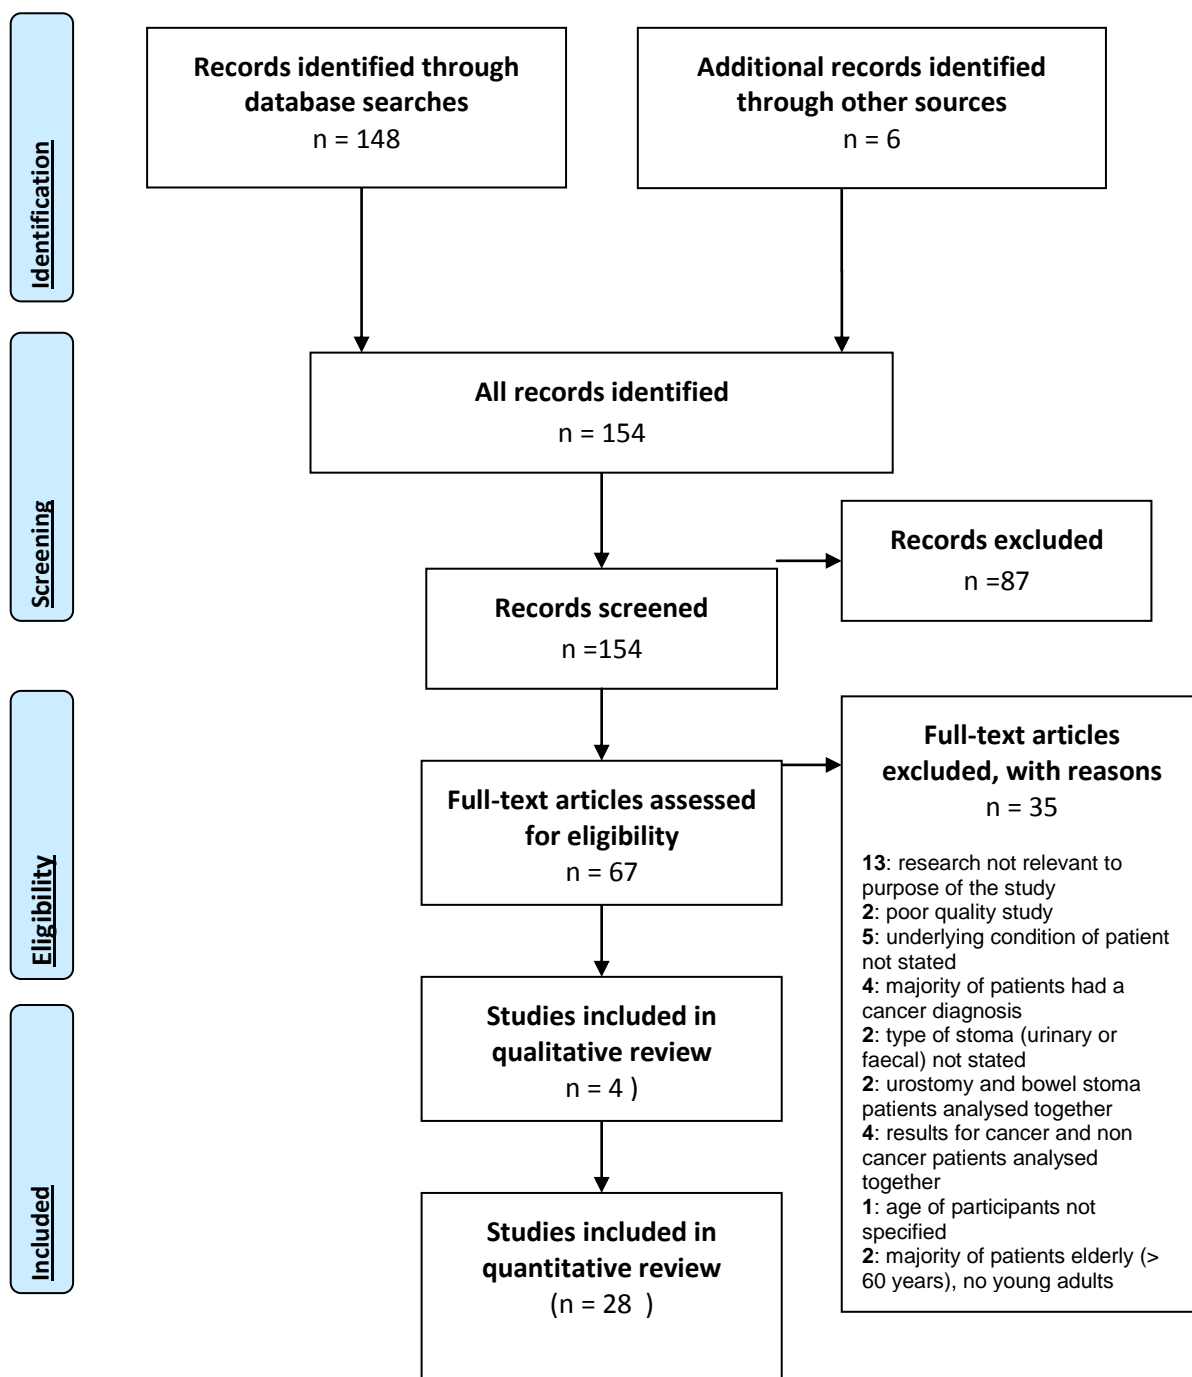 Identification
Records identified through
database searches
n = 148
Additional records identified
through other sources
n = 6
Screening
All records identified
n = 154
Records screened
n =154
Records excluded
n =87
Eligibility
Full-text articles assessed
for eligibility
n = 67
Full-text articles
excluded, with reasons
n = 35
13: research not relevant to
purpose of the study
2: poor quality study
5: underlying condition of patient
not stated
4: majority of patients had a
cancer diagnosis
2: type of stoma (urinary or
faecal) not stated
2: urostomy and bowel stoma
patients analysed together
4: results for cancer and non
cancer patients analysed
together
1: age of participants not
specified
2: majority of patients elderly (>
60 years), no young adults
Included
Studies included in
qualitative review
n = 4 )
Studies included in
quantitative review
(n = 28  )